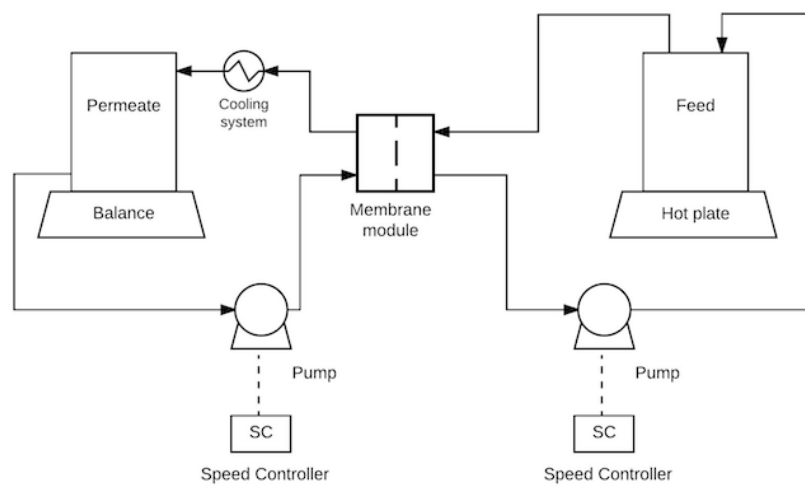 Permeate
Cooling
system
Feed
Balance
Membrane
module
Hot plate
Pump
Pump
SC
SC
Speed Controller
Speed Controller